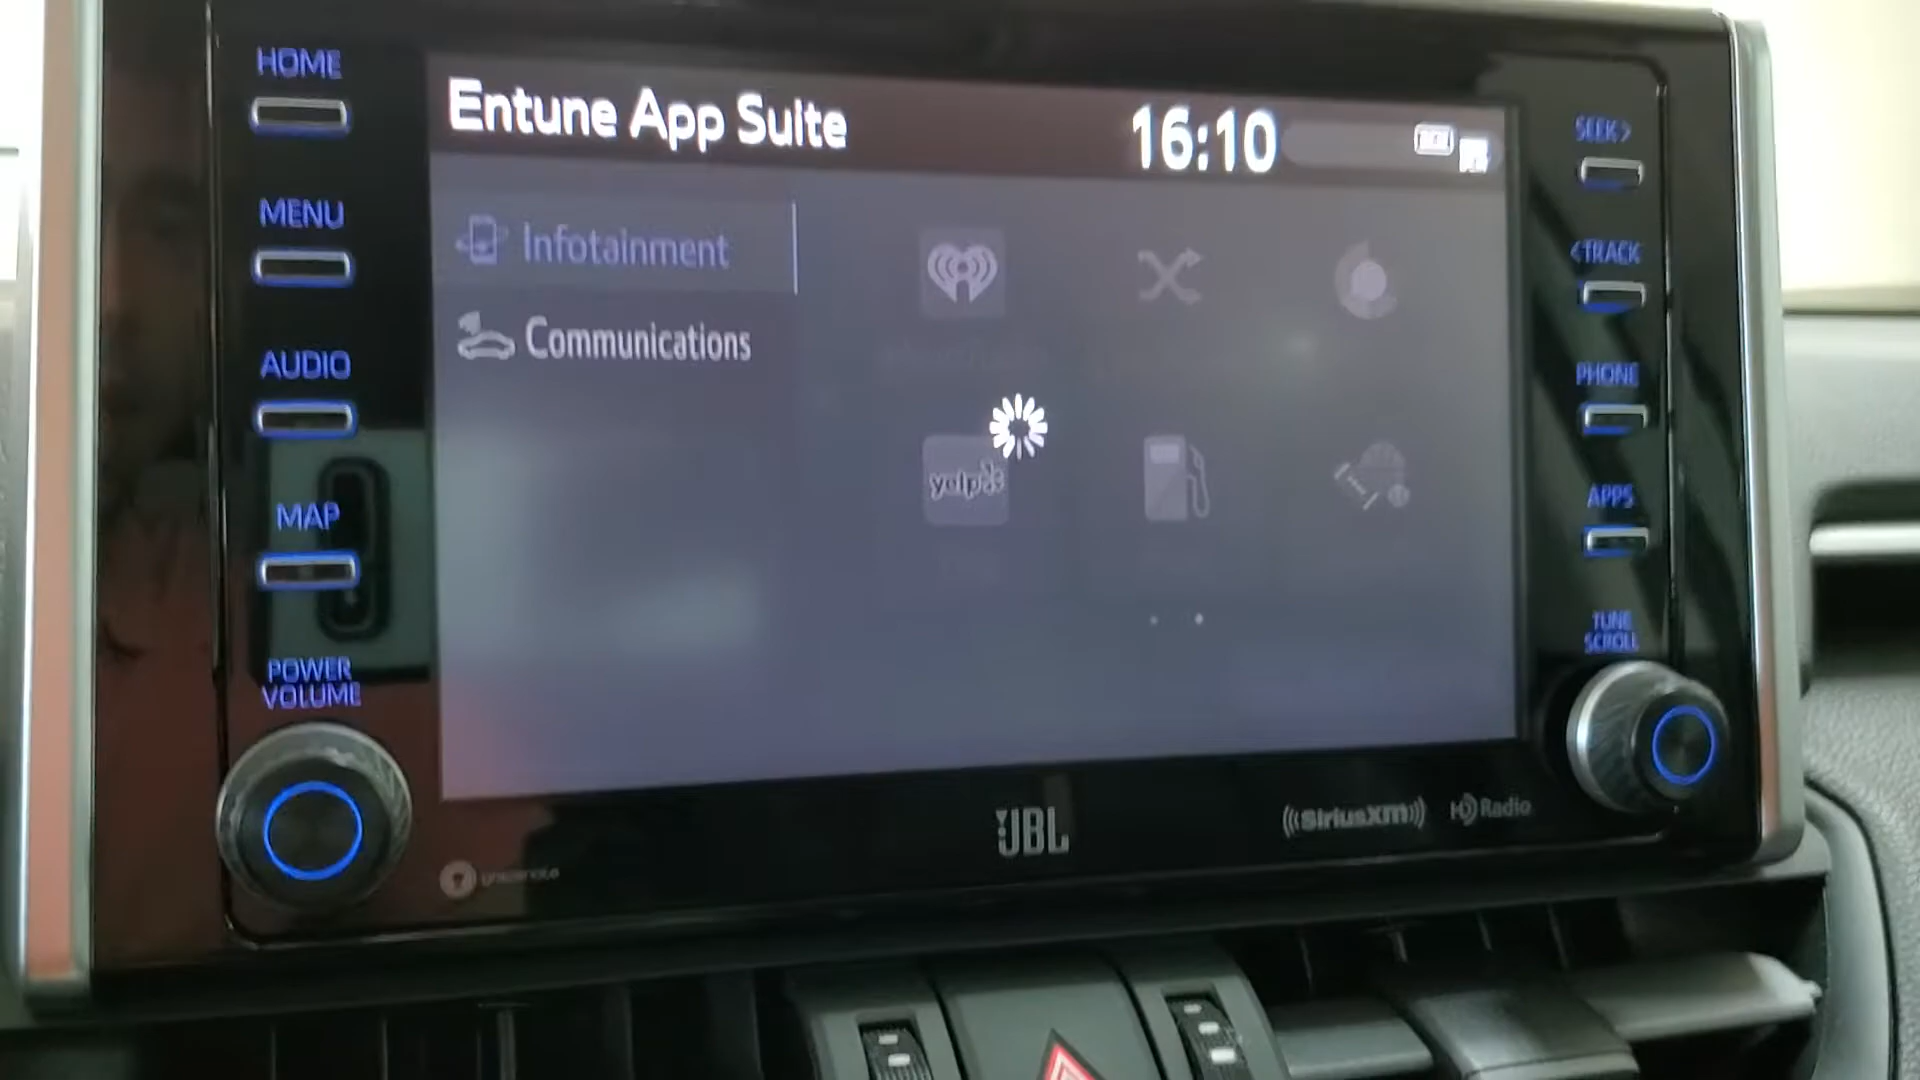 HOME
Entune App Suite
16:10
SEEK>
MENU
Infotainment
<TRACK
AUDIO
Communications
PHONE
MAP
yelp
APPS
TUNE
SCROLL
POWER
VOLUME
JBL
SiriusXM
HD Radio
gracenote